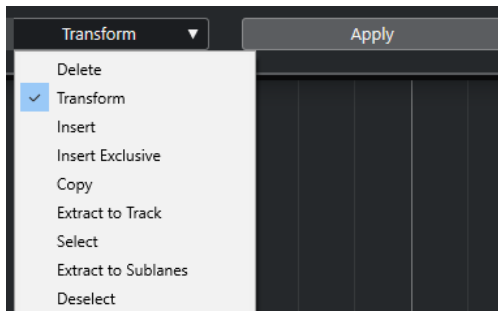 Transform ▼ Apply
Delete
✓ Transform
Insert
Insert Exclusive
Copy
Extract to Track
Select
Extract to Sublanes
Deselect